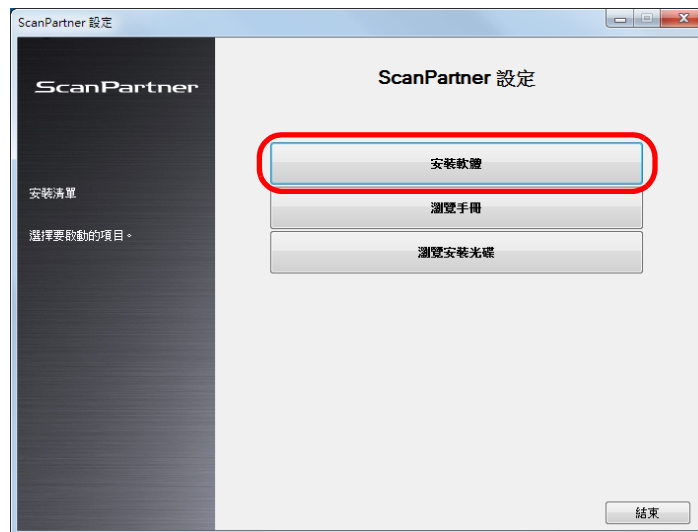 ScanPartner 設定
ScanPartner
安裝清單
選擇要啟動的項目。
ScanPartner 設定
安裝軟體
瀏覽手冊
瀏覽安裝光碟
結束